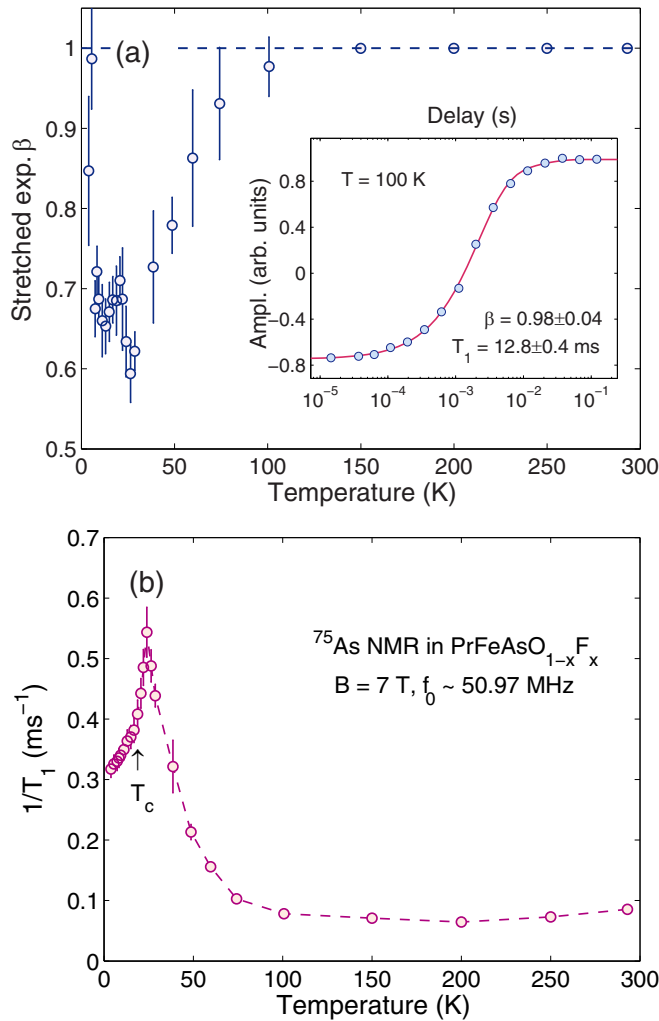 (a)
Stretched exp. β
1
0.9
0.8
0.7
0.6
0.5
0
50
100
150
200
250
300
Temperature (K)
Delay (s)
T = 100 K
Ampl. (arb. units)
0.8
0.4
0
−0.4
−0.8
β = 0.98±0.04
T₁ = 12.8±0.4 ms
10⁻⁵
10⁻⁴
10⁻³
10⁻²
10⁻¹
(b)
1/T₁ (ms⁻¹)
0.7
0.6
0.5
0.4
0.3
0.2
0.1
0
⁷⁵As NMR in PrFeAsO₁₋ₓFₓ
B = 7 T, f₀ ~ 50.97 MHz
↑
T_c
0
50
100
150
200
250
300
Temperature (K)